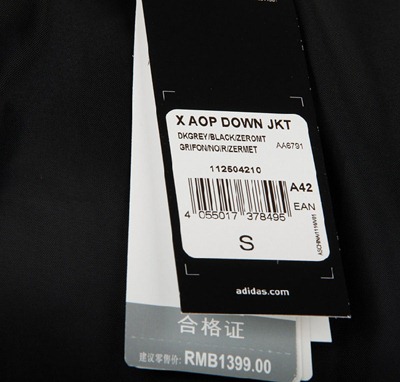 X AOP DOWN JKT
DKGREY/BLACK/ZEROMT
GRIFON/NOIR/ZERMET AA6791
112604210
A42
EAN
4 055017 378495
S
adidas.com
合格证
建议零售价: RMB1399.00